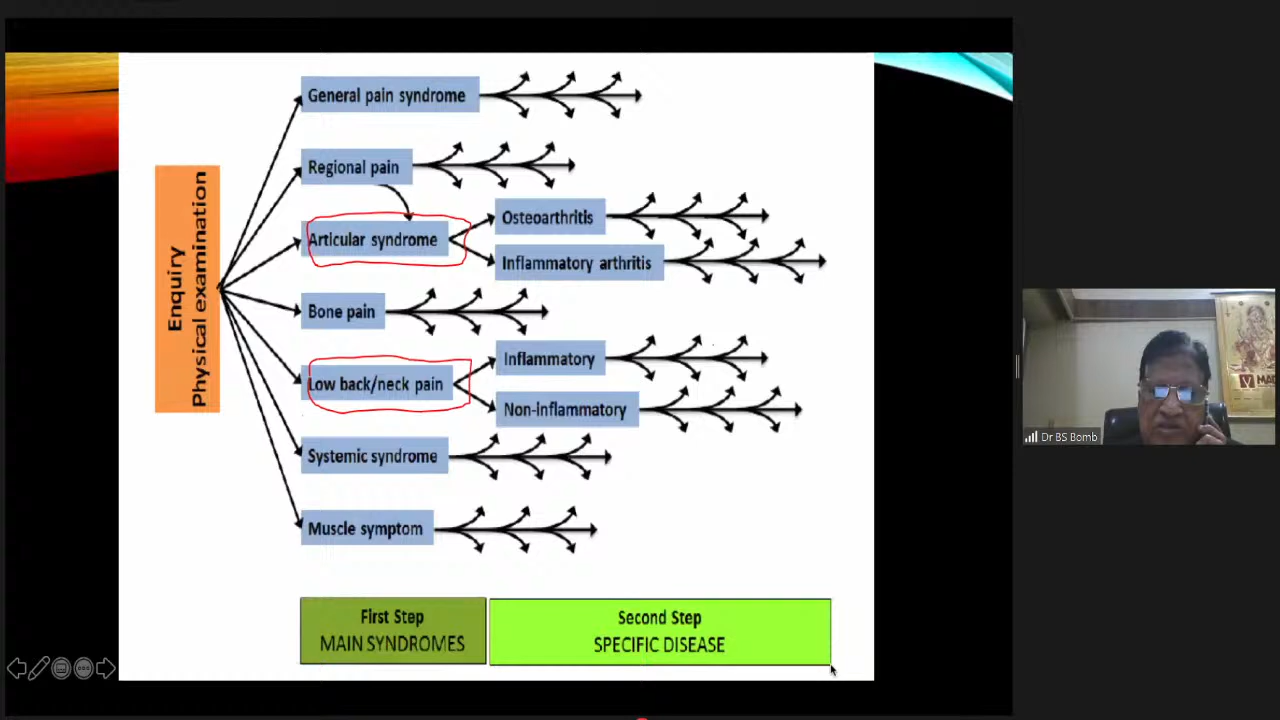 General pain syndrome
Regional pain
Enquiry
Physical examination
Articular syndrome
Osteoarthritis
Inflammatory arthritis
Bone pain
Low back/neck pain
Inflammatory
Non-inflammatory
Systemic syndrome
Muscle symptom
First Step
MAIN SYNDROMES
Second Step
SPECIFIC DISEASE
Dr BS Bomb